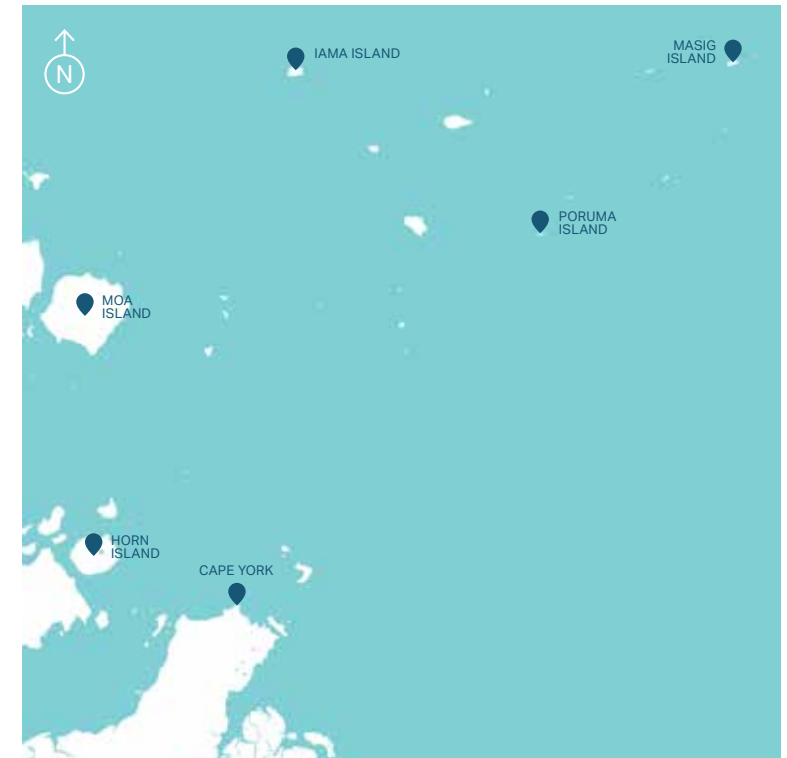 N
IAMA ISLAND
MASIG
ISLAND
PORUMA
ISLAND
MOA
ISLAND
HORN
ISLAND
CAPE YORK